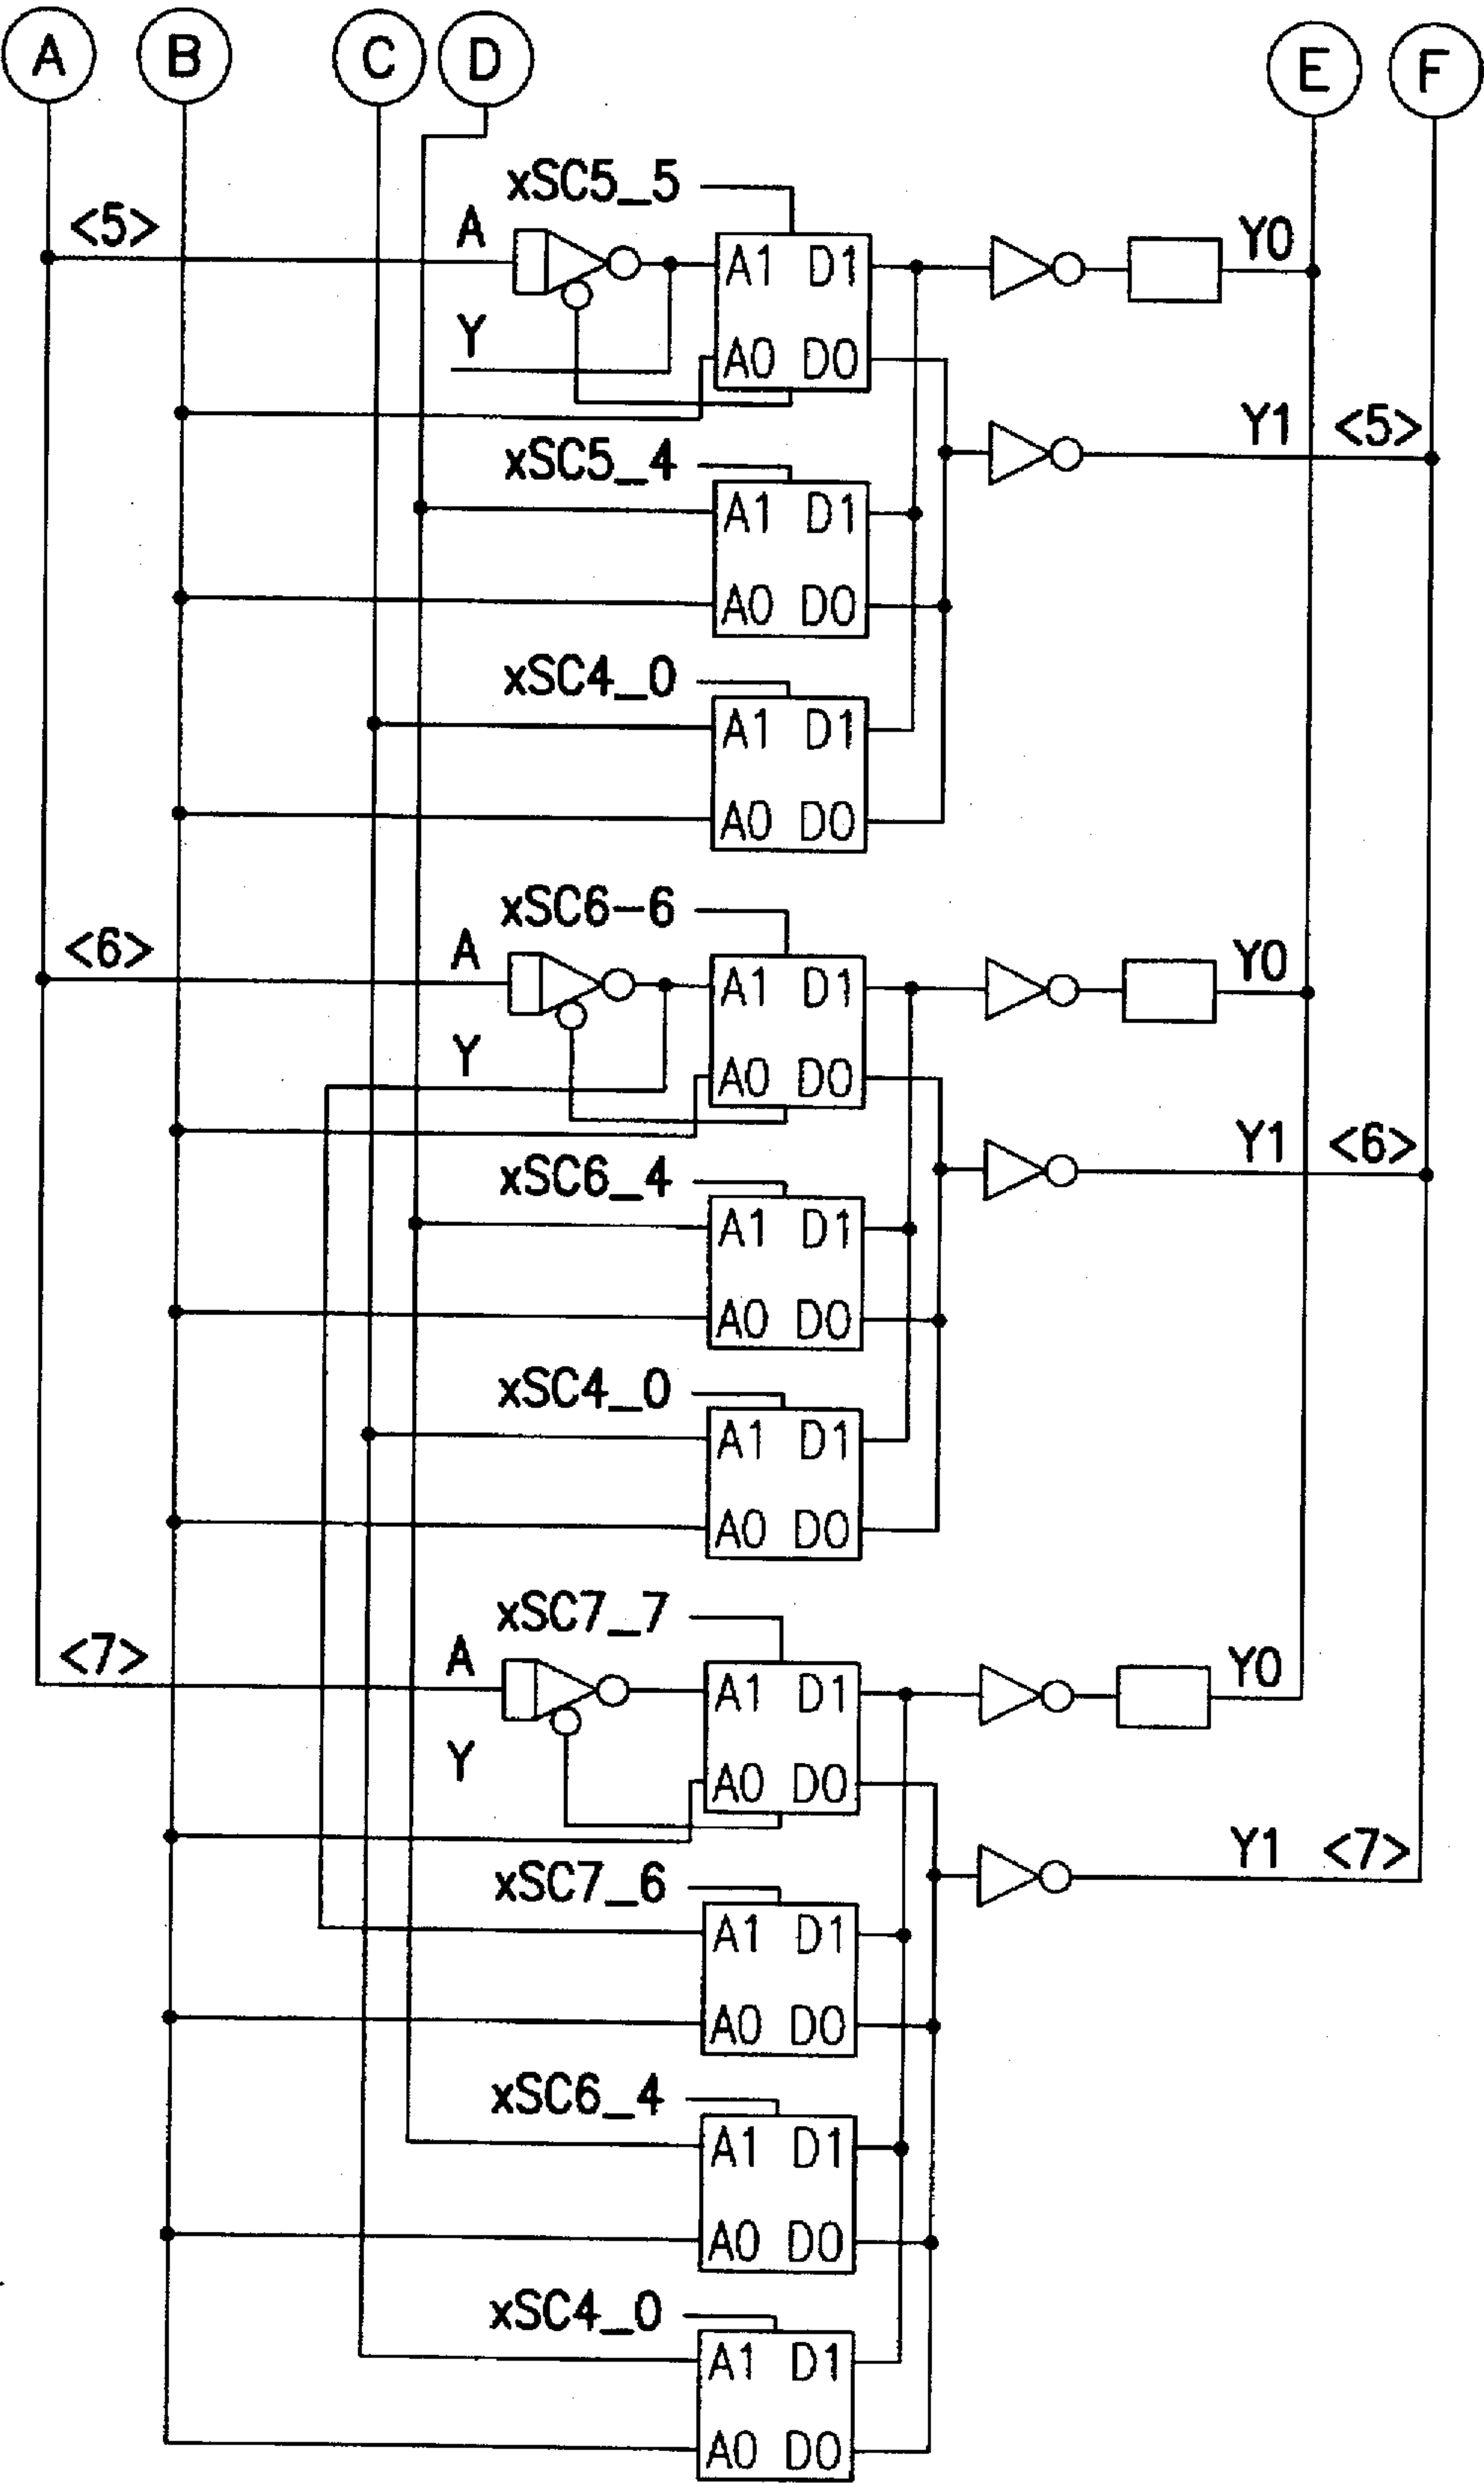 A B C D E F
xSC5_5
<5> A A1 D1 Y0
Y A0 D0
Y1 <5>
xSC5_4
A1 D1
A0 D0
xSC4_0
A1 D1
A0 D0
xSC6-6
<6> A A1 D1 Y0
Y A0 D0
Y1 <6>
xSC6_4
A1 D1
A0 D0
xSC4_0
A1 D1
A0 D0
xSC7_7
<7> A A1 D1 Y0
Y A0 D0
Y1 <7>
xSC7_6
A1 D1
A0 D0
xSC6_4
A1 D1
A0 D0
xSC4_0
A1 D1
A0 D0